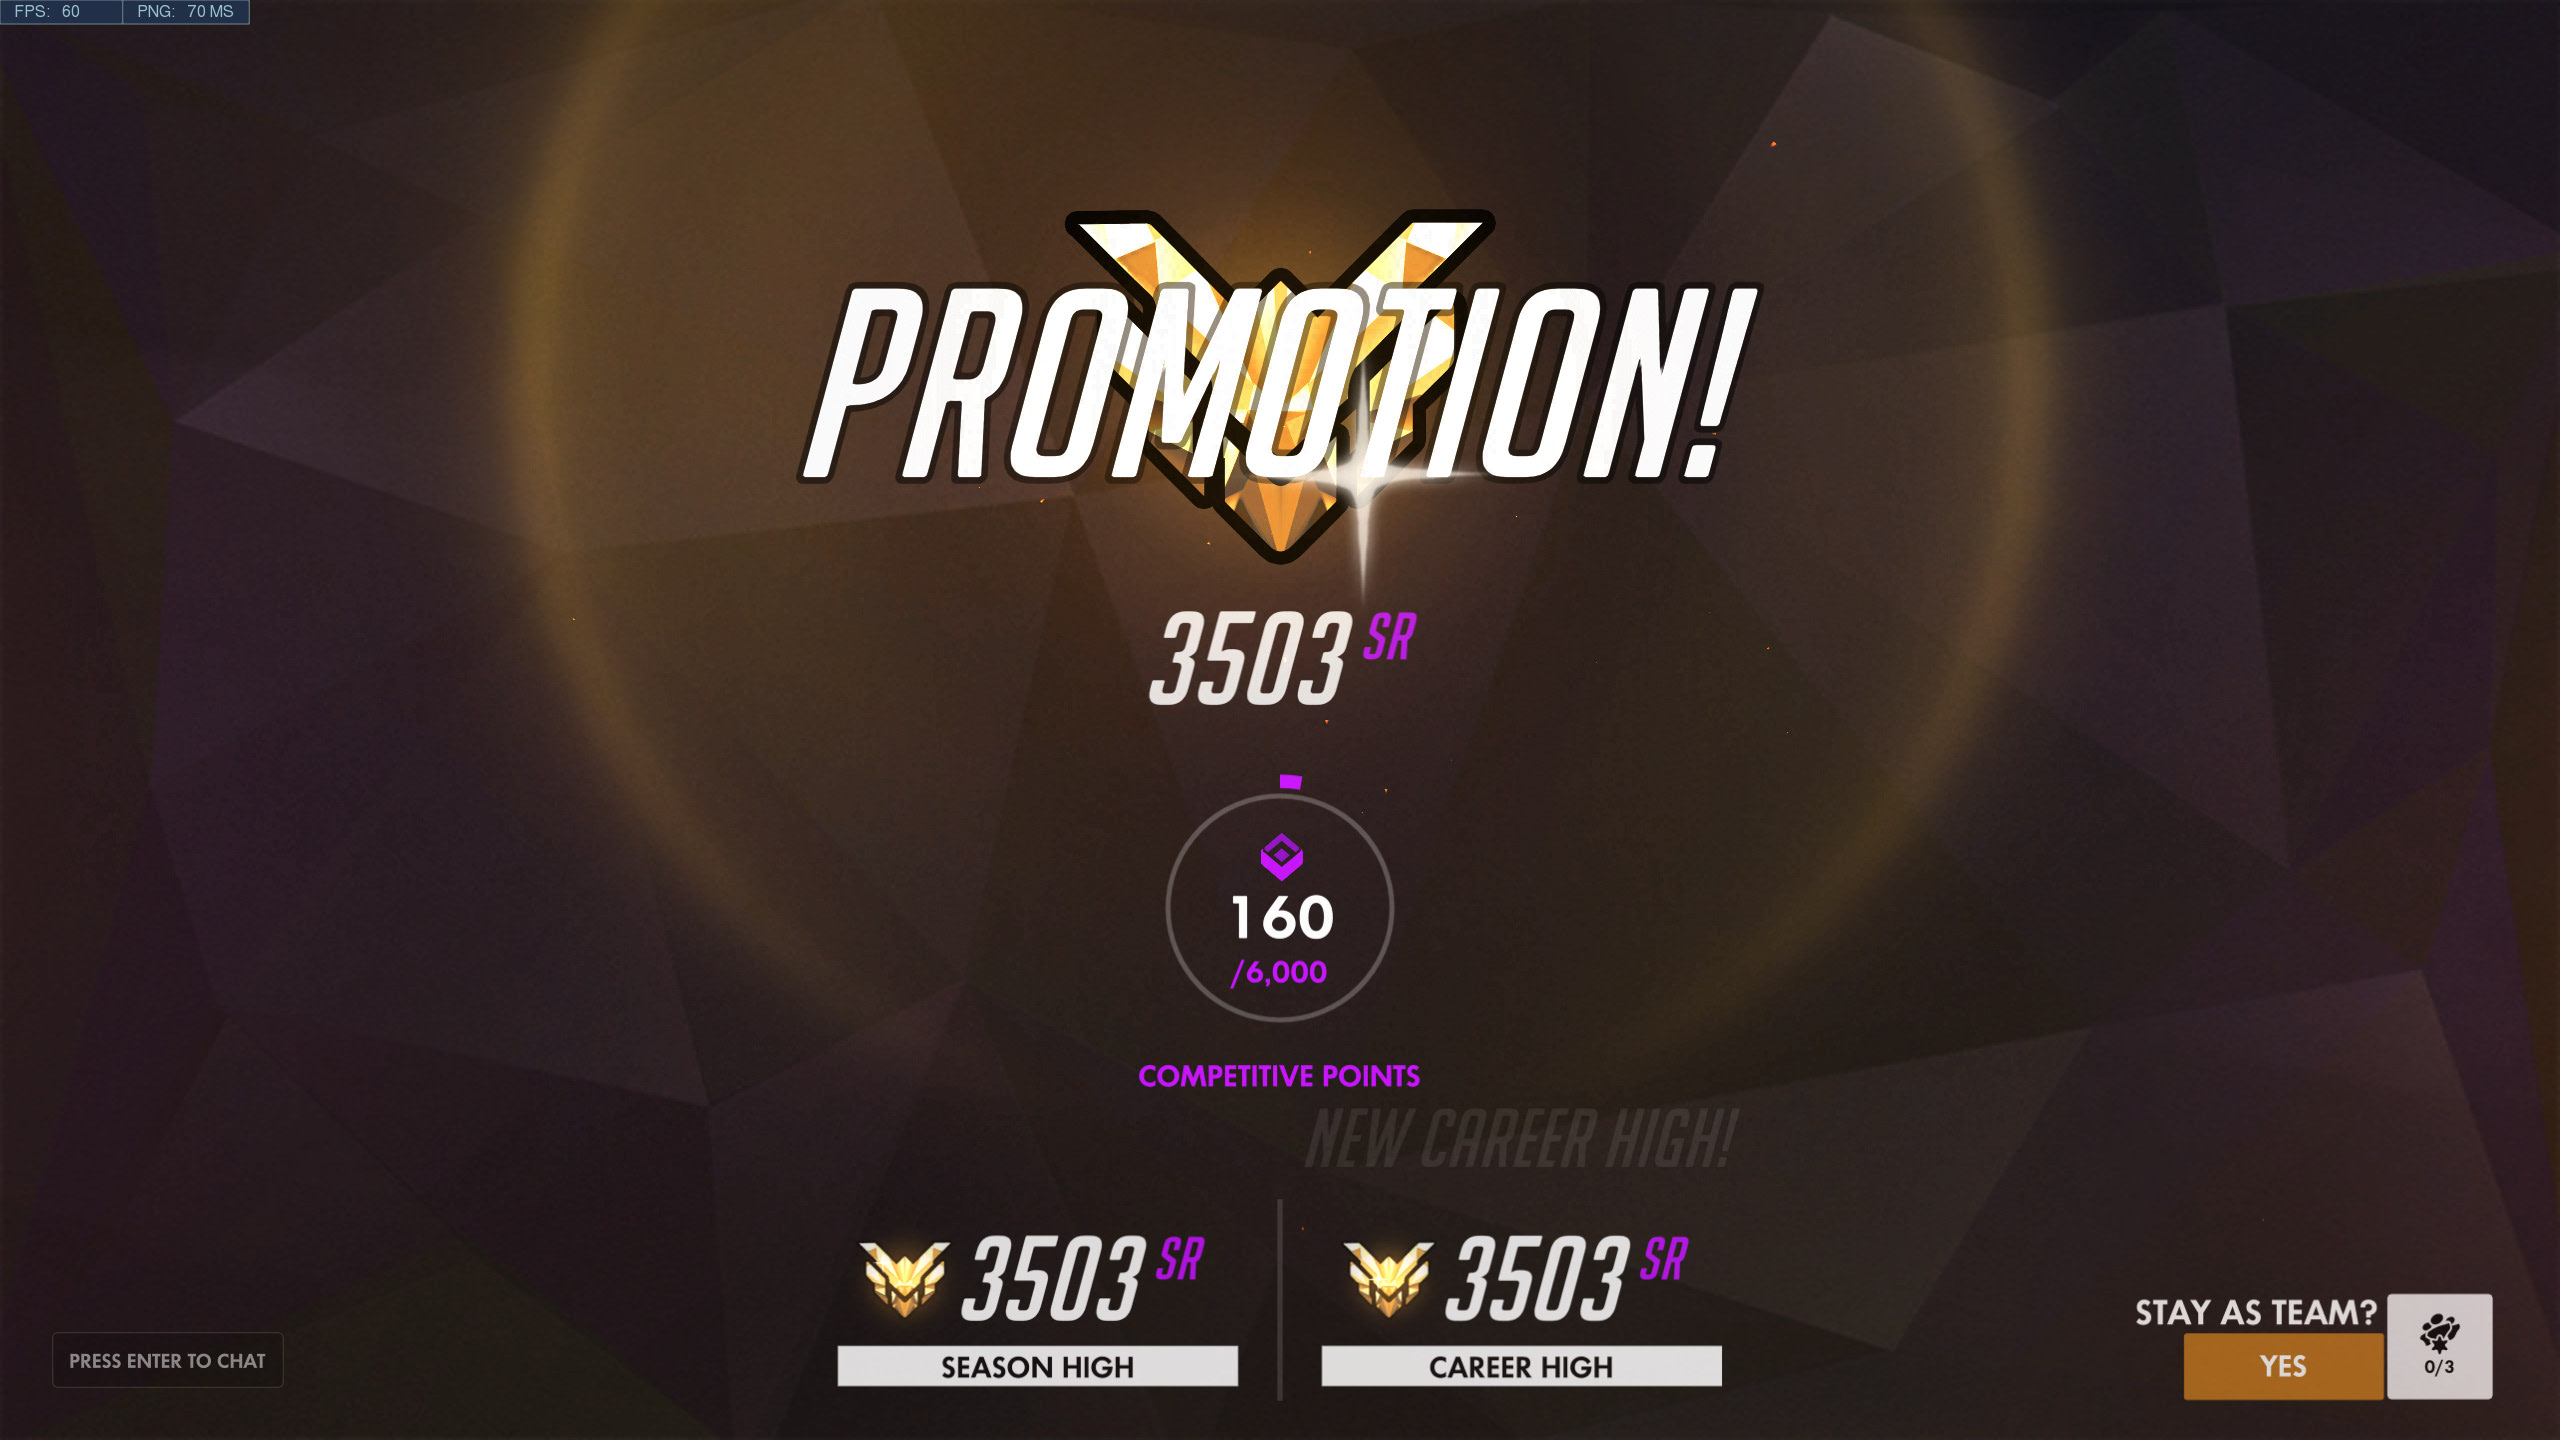 FPS: 60 PNG: 70 MS
PROMOTION!
3503 SR
160
/6,000
COMPETITIVE POINTS
NEW CAREER HIGH!
3503 SR
SEASON HIGH
3503 SR
CAREER HIGH
STAY AS TEAM?
YES
0/3
PRESS ENTER TO CHAT